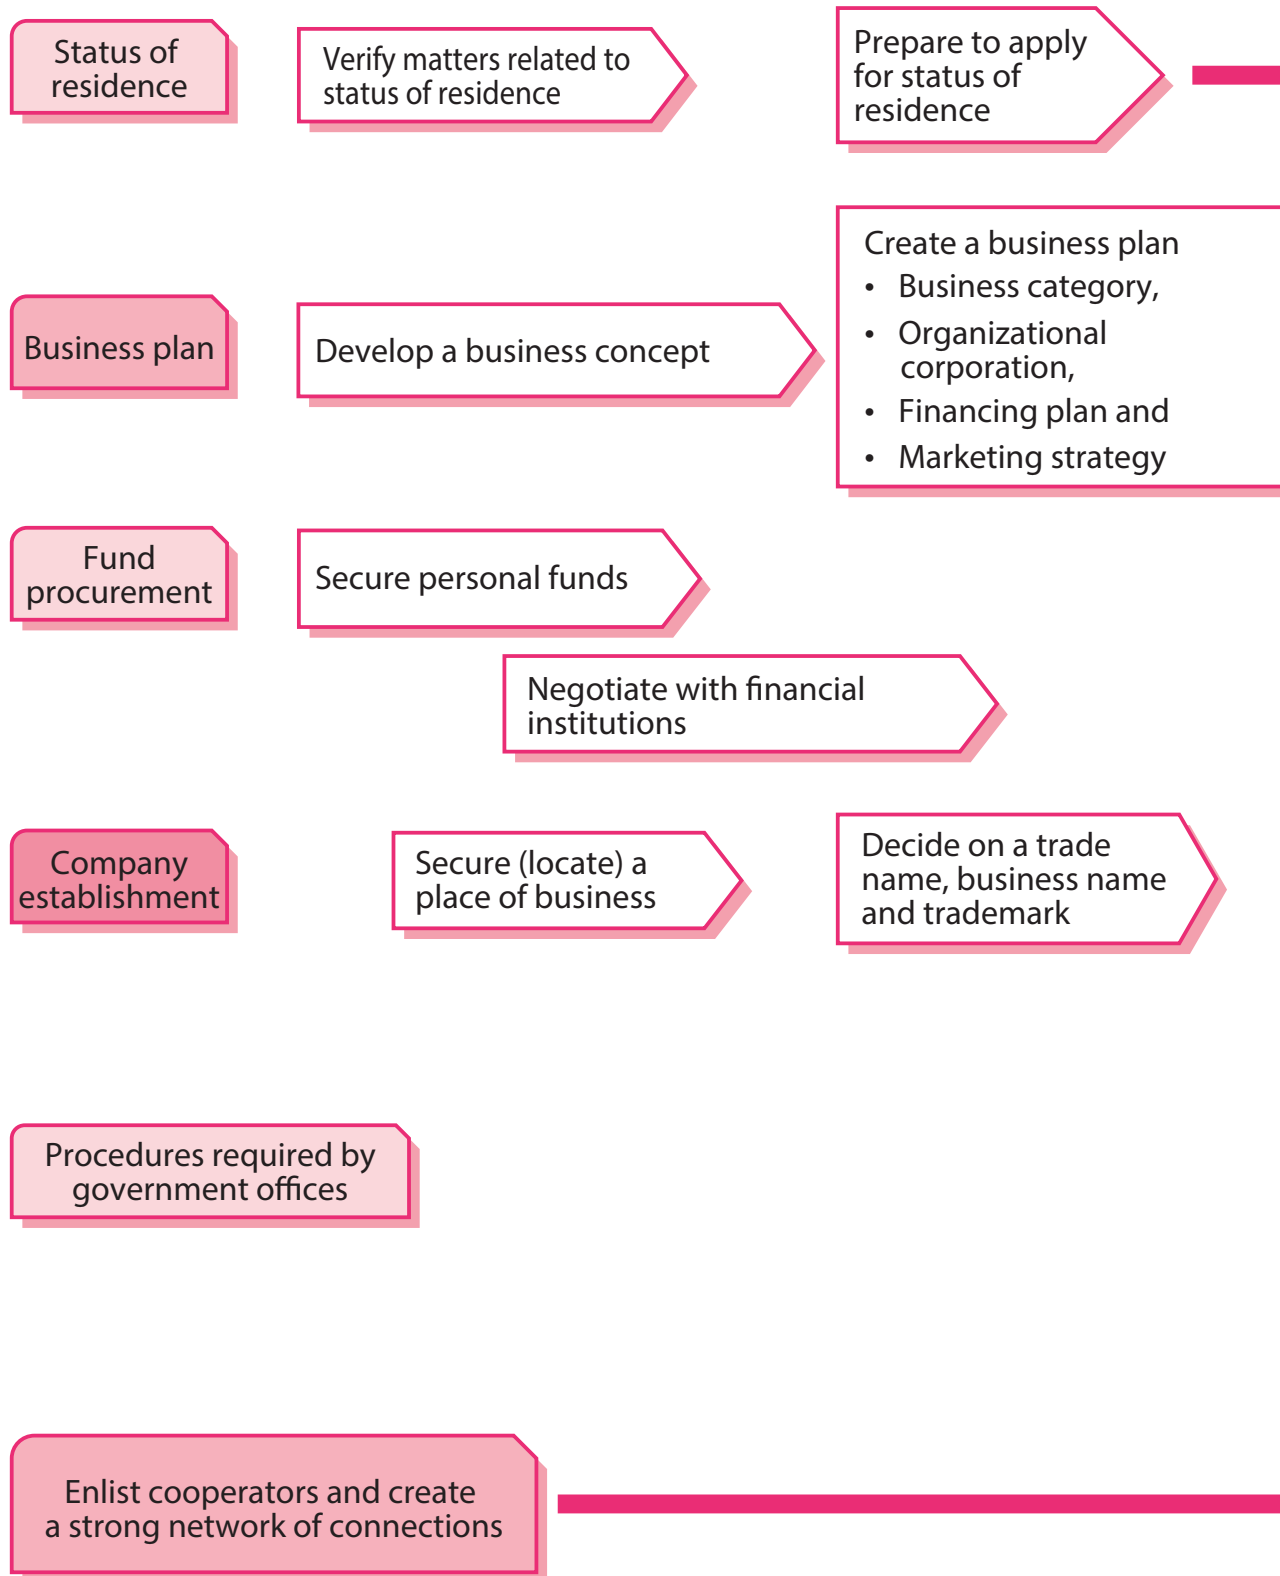 Status of
residence
Verify matters related to
status of residence
Prepare to apply
for status of
residence
Business plan
Develop a business concept
Create a business plan
• Business category,
• Organizational
corporation,
• Financing plan and
• Marketing strategy
Fund
procurement
Secure personal funds
Negotiate with financial
institutions
Company
establishment
Secure (locate) a
place of business
Decide on a trade
name, business name
and trademark
Procedures required by
government offices
Enlist cooperators and create
a strong network of connections